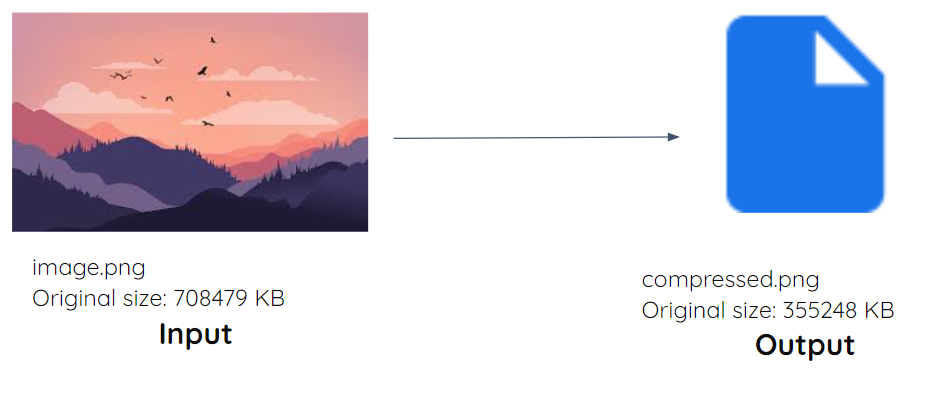 image.png
Original size: 708479 KB
Input
compressed.png
Original size: 355248 KB
Output